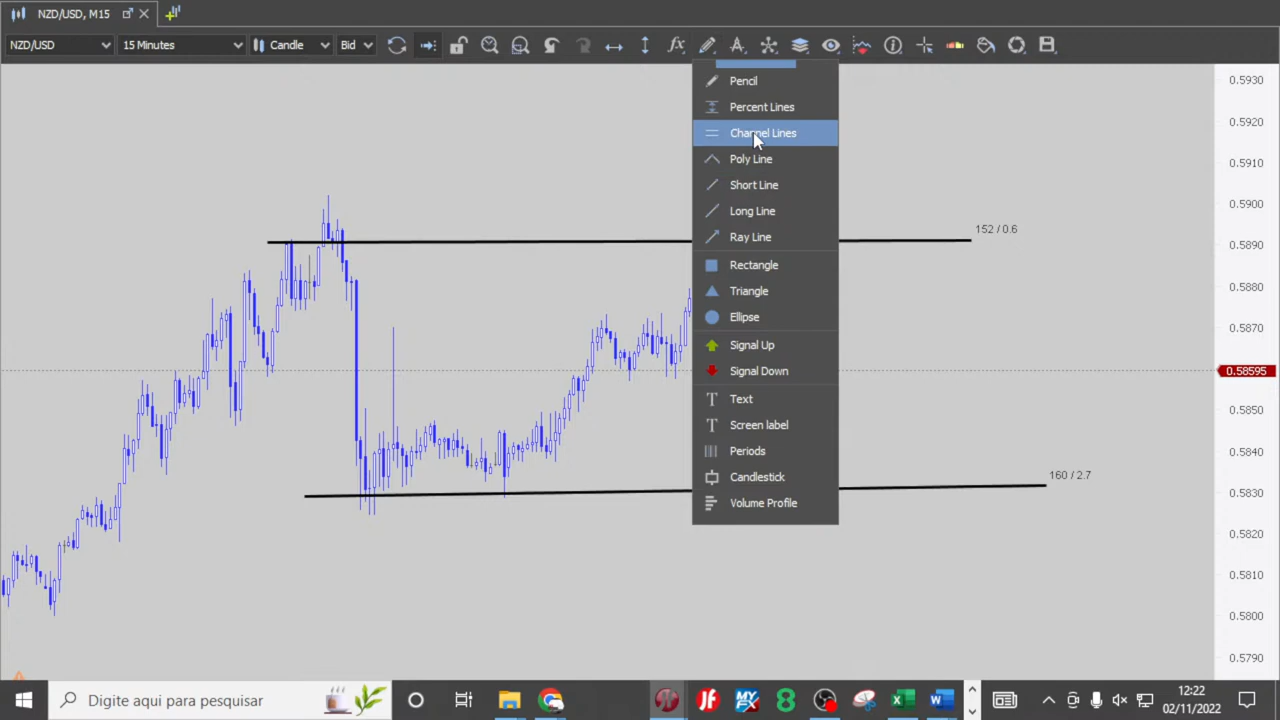 NZD/USD, M15
NZD/USD 15 Minutes Candle Bid
Pencil
Percent Lines
Channel Lines
Poly Line
Short Line
Long Line
Ray Line
Rectangle
Triangle
Ellipse
Signal Up
Signal Down
Text
Screen label
Periods
Candlestick
Volume Profile
152 / 0.6
160 / 2.7
0.5930
0.5920
0.5910
0.5900
0.5890
0.5880
0.5870
0.58595
0.5850
0.5840
0.5830
0.5820
0.5810
0.5800
0.5790
Digite aqui para pesquisar
12:22
02/11/2022